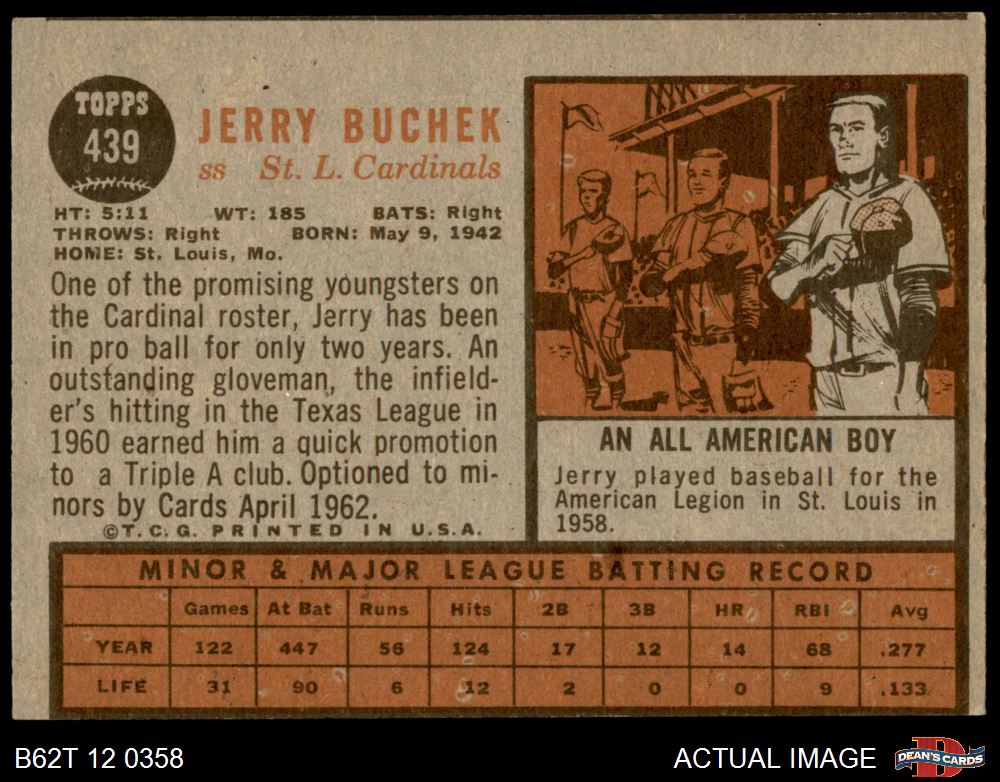 TOPPS
439
JERRY BUCHEK
ss St. L. Cardinals
HT: 5:11 WT: 185 BATS: Right
THROWS: Right BORN: May 9, 1942
HOME: St. Louis, Mo.
One of the promising youngsters on
the Cardinal roster, Jerry has been
in pro ball for only two years. An
outstanding gloveman, the infield-
er's hitting in the Texas League in
1960 earned him a quick promotion
to a Triple A club. Optioned to mi-
nors by Cards April 1962.
©T.C.G. PRINTED IN U.S.A.
AN ALL AMERICAN BOY
Jerry played baseball for the
American Legion in St. Louis in
1958.
MINOR & MAJOR LEAGUE BATTING RECORD
Games At Bat Runs Hits 2B 3B HR RBI Avg
YEAR 122 447 56 124 17 12 14 68 .277
LIFE 31 90 6 12 2 0 0 9 .133
B62T 12 0358
ACTUAL IMAGE
D
DEAN'S CARDS